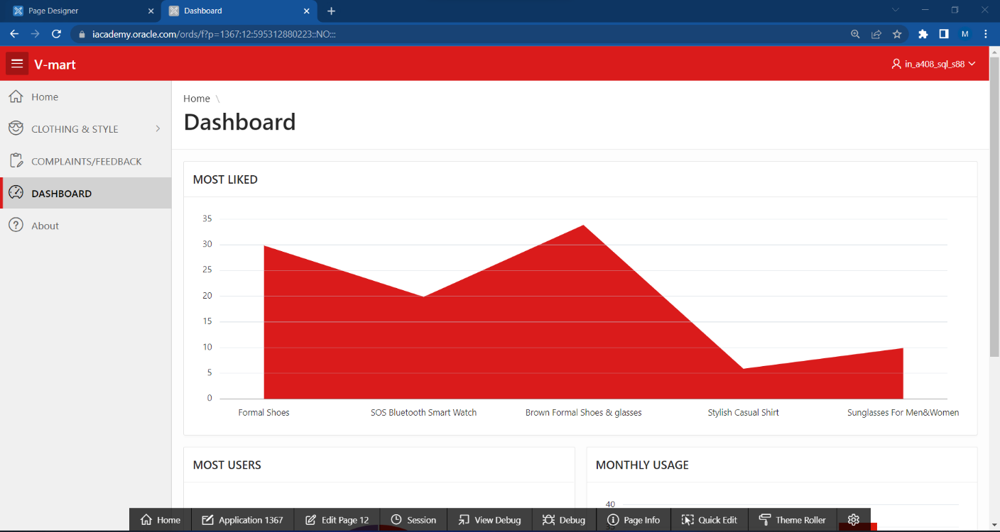 Page Designer
Dashboard
iacademy.oracle.com/ords/f?p=1367:12:595312880223::NO:::
M
V-mart
in_a408_sql_s88
Home
CLOTHING & STYLE
COMPLAINTS/FEEDBACK
DASHBOARD
About
Home \
Dashboard
MOST LIKED
35
30
25
20
15
10
5
0
Formal Shoes
SOS Bluetooth Smart Watch
Brown Formal Shoes & glasses
Stylish Casual Shirt
Sunglasses For Men&Women
MOST USERS
MONTHLY USAGE
40
35
Home
Application 1367
Edit Page 12
Session
View Debug
Debug
Page Info
Quick Edit
Theme Roller